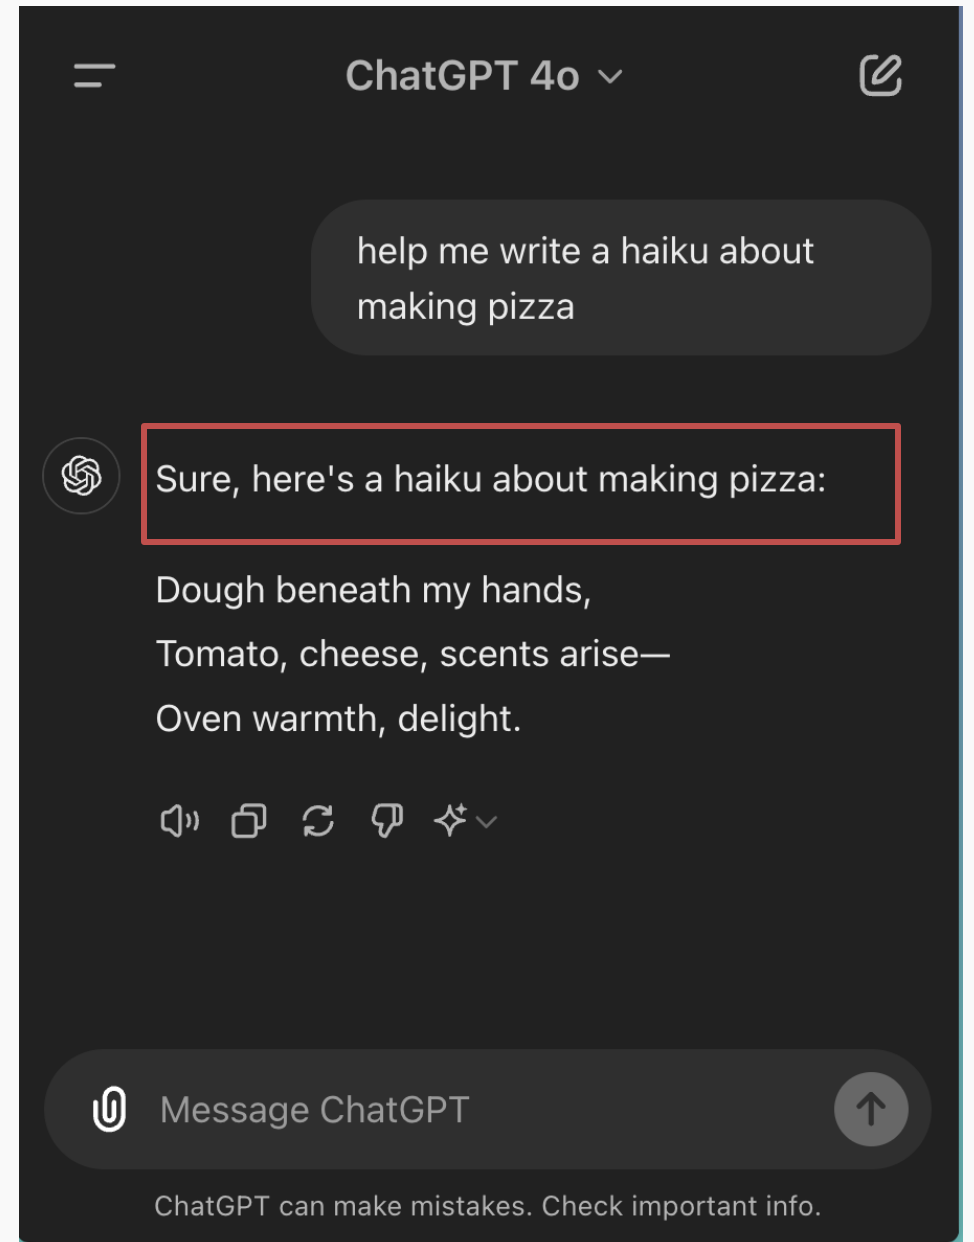 ChatGPT 4o
help me write a haiku about
making pizza
Sure, here's a haiku about making pizza:
Dough beneath my hands,
Tomato, cheese, scents arise—
Oven warmth, delight.
Message ChatGPT
ChatGPT can make mistakes. Check important info.